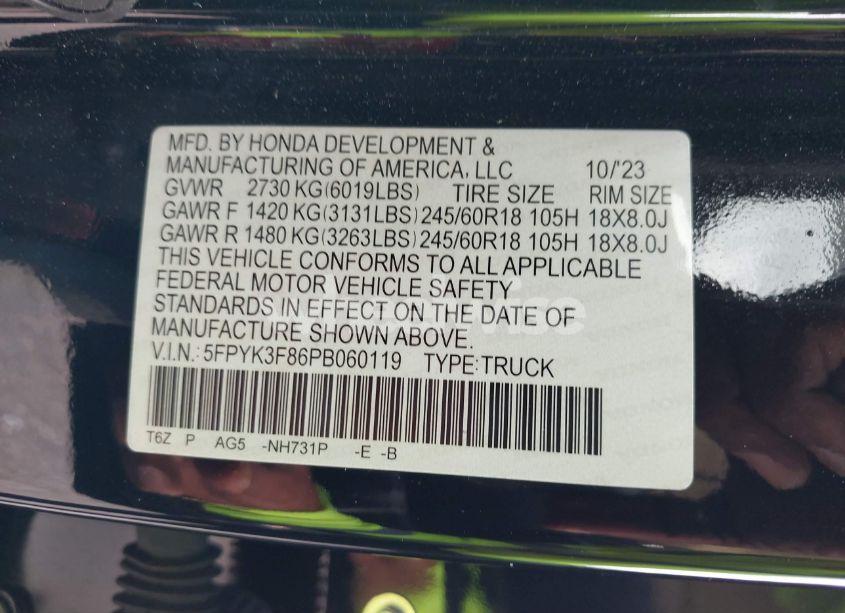 MFD. BY HONDA DEVELOPMENT &
MANUFACTURING OF AMERICA, LLC 10/'23
GVWR 2730 KG(6019LBS) TIRE SIZE RIM SIZE
GAWR F 1420 KG(3131LBS) 245/60R18 105H 18X8.0J
GAWR R 1480 KG(3263LBS) 245/60R18 105H 18X8.0J
THIS VEHICLE CONFORMS TO ALL APPLICABLE
FEDERAL MOTOR VEHICLE SAFETY
STANDARDS IN EFFECT ON THE DATE OF
MANUFACTURE SHOWN ABOVE.
V.I.N.: 5FPYK3F86PB060119 TYPE:TRUCK
T6Z P AG5 -NH731P -E -B